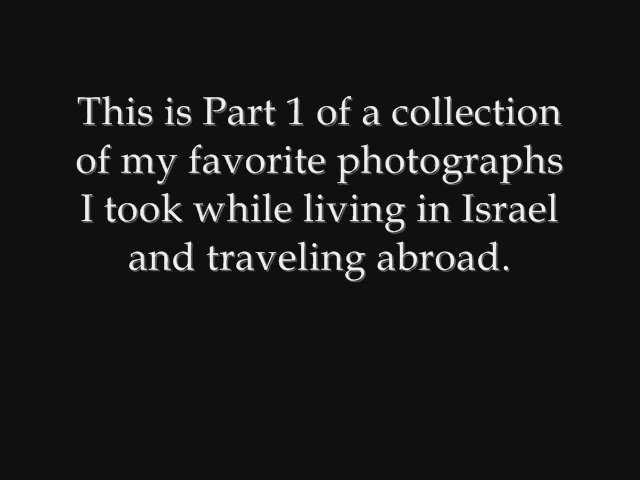 This is Part 1 of a collection
of my favorite photographs
I took while living in Israel
and traveling abroad.